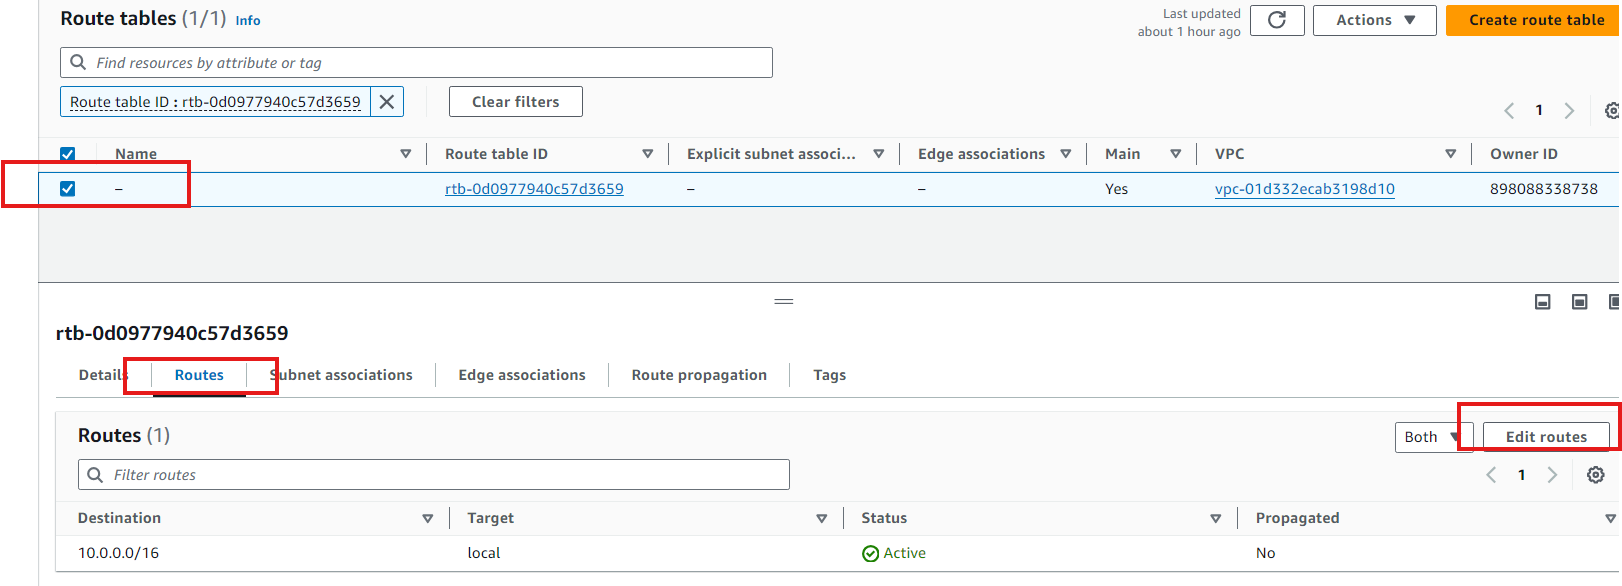 Route tables (1/1) Info
Last updated
about 1 hour ago
Actions
Create route table
Find resources by attribute or tag
Route table ID : rtb-0d0977940c57d3659
Clear filters
1
Name Route table ID Explicit subnet associ... Edge associations Main VPC Owner ID
– rtb-0d0977940c57d3659 – – Yes vpc-01d332ecab3198d10 898088338738
rtb-0d0977940c57d3659
Details Routes Subnet associations Edge associations Route propagation Tags
Routes (1)
Both
Edit routes
Filter routes
1
Destination Target Status Propagated
10.0.0.0/16 local Active No